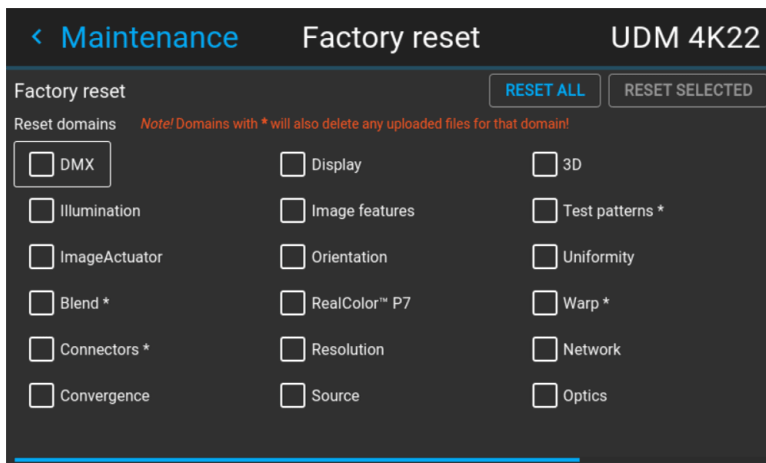 Maintenance Factory reset UDM 4K22
Factory reset RESET ALL RESET SELECTED
Reset domains Note! Domains with * will also delete any uploaded files for that domain!
DMX Display 3D
Illumination Image features Test patterns *
ImageActuator Orientation Uniformity
Blend * RealColor™ P7 Warp *
Connectors * Resolution Network
Convergence Source Optics